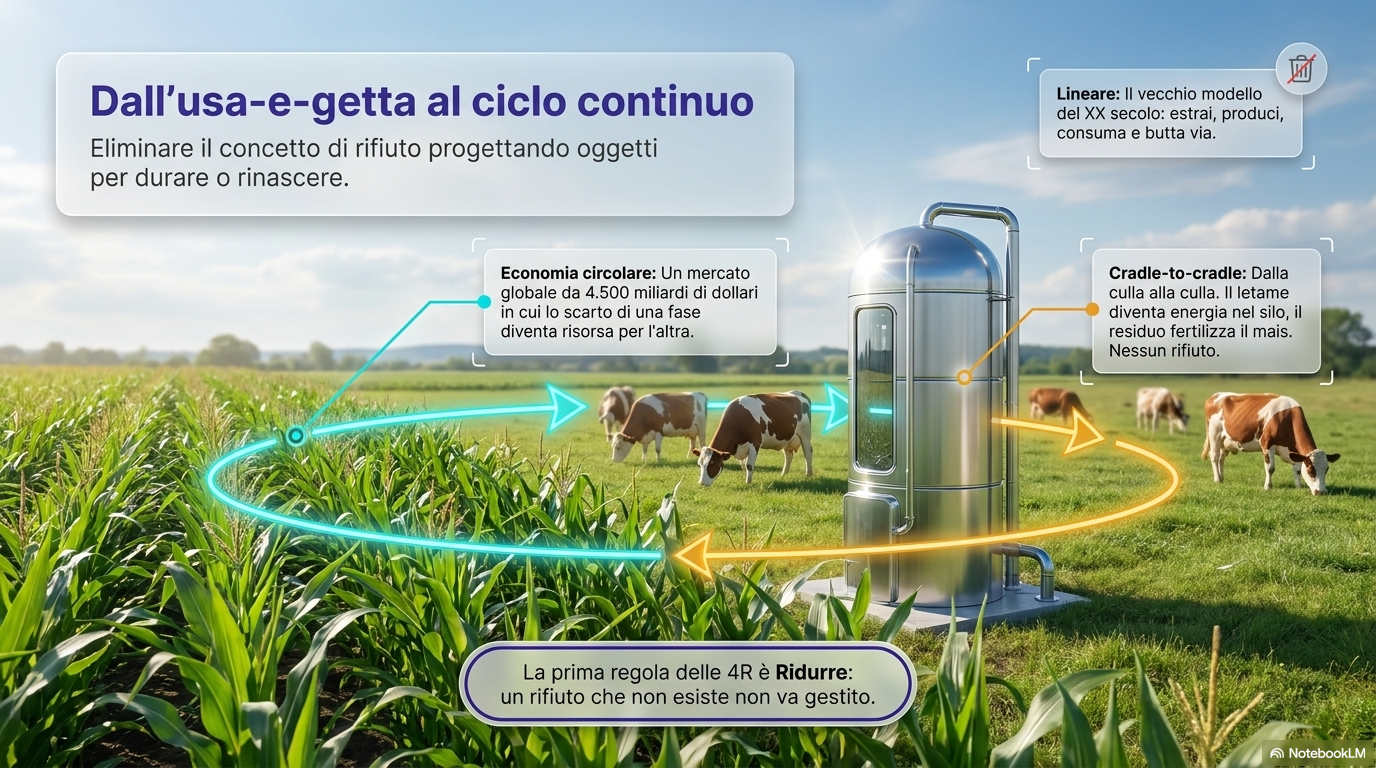 Dall'usa-e-getta al ciclo continuo
Eliminare il concetto di rifiuto progettando oggetti
per durare o rinascere.
Lineare: Il vecchio modello
del XX secolo: estrai, produci,
consuma e butta via.
Economia circolare: Un mercato
globale da 4.500 miliardi di dollari
in cui lo scarto di una fase
diventa risorsa per l'altra.
Cradle-to-cradle: Dalla
culla alla culla. Il letame
diventa energia nel silo, il
residuo fertilizza il mais.
Nessun rifiuto.
La prima regola delle 4R è Ridurre:
un rifiuto che non esiste non va gestito.
NotebookLM